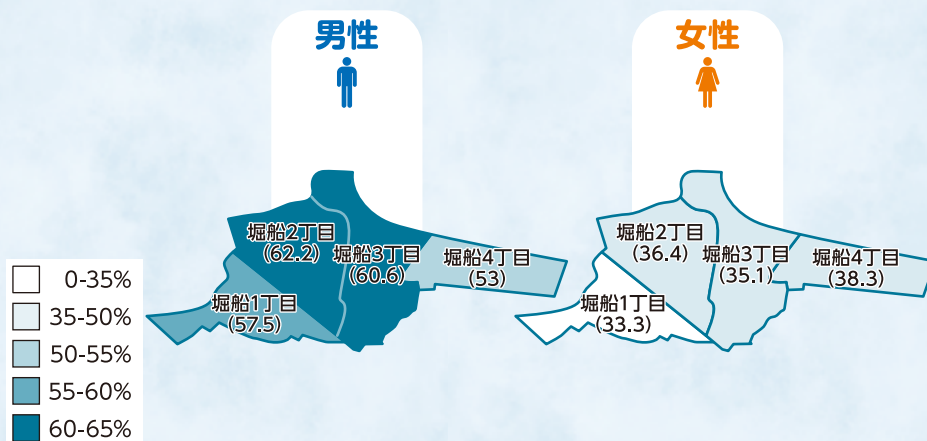 男性
女性
堀船2丁目
(62.2)
堀船3丁目
(60.6)
堀船4丁目
(53)
堀船1丁目
(57.5)
堀船2丁目
(36.4)
堀船3丁目
(35.1)
堀船4丁目
(38.3)
堀船1丁目
(33.3)
0-35%
35-50%
50-55%
55-60%
60-65%